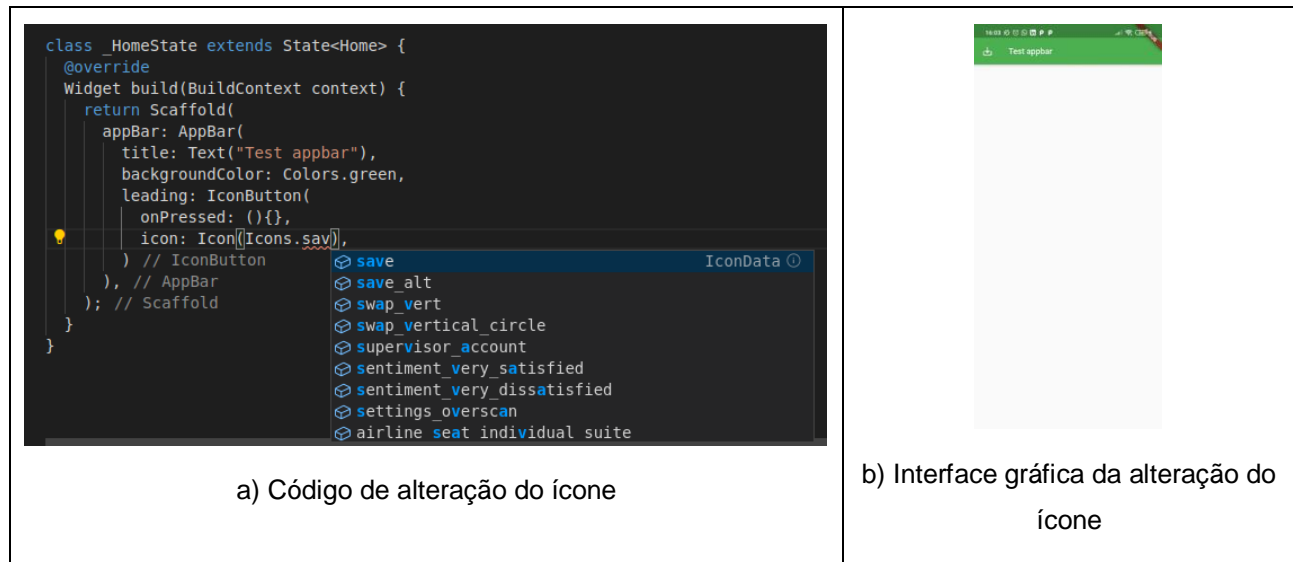 class _HomeState extends State<Home> {
@override
Widget build(BuildContext context) {
return Scaffold(
appBar: AppBar(
title: Text("Test appbar"),
backgroundColor: Colors.green,
leading: IconButton(
onPressed: (){},
icon: Icon(Icons.sav),
) // IconButton
), // AppBar
); // Scaffold
}
}
save IconData
save_alt
swap_vert
swap_vertical_circle
supervisor_account
sentiment_very_satisfied
sentiment_very_dissatisfied
settings_overscan
airline_seat_individual_suite
a) Código de alteração do ícone
16:03
Test appbar
b) Interface gráfica da alteração do
ícone